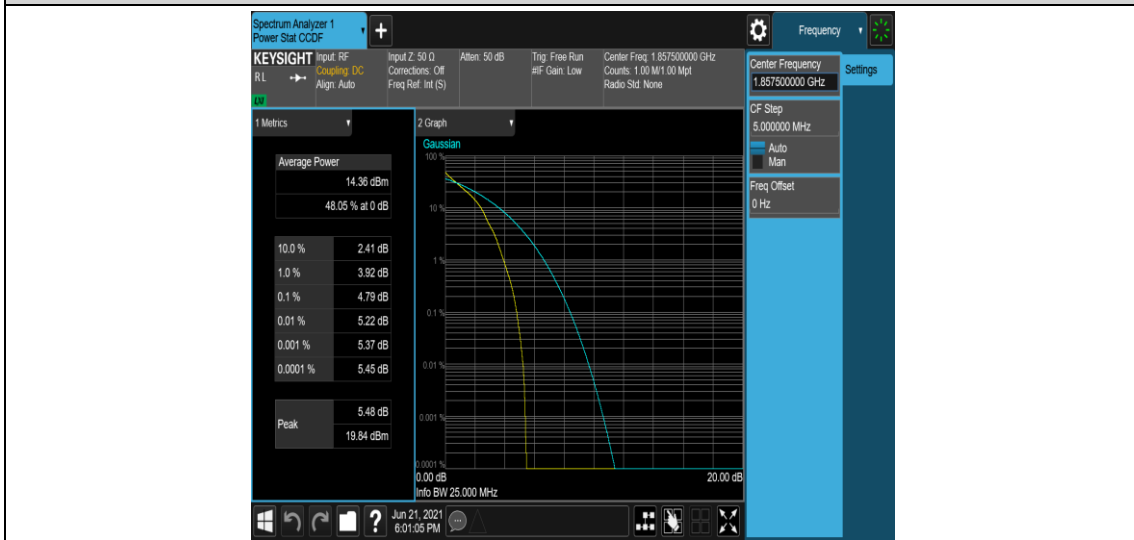 Spectrum Analyzer 1
Power Stat CCDF
+
Frequency
KEYSIGHT
RL
LXI
Input: RF
Coupling: DC
Align: Auto
Input Z: 50 Ω
Corrections: Off
Freq Ref: Int (S)
Atten: 50 dB
Trig: Free Run
#IF Gain: Low
Center Freq: 1.857500000 GHz
Counts: 1.00 M/1.00 Mpt
Radio Std: None
Center Frequency
1.857500000 GHz
Settings
CF Step
5.000000 MHz
Auto
Man
Freq Offset
0 Hz
1 Metrics
Average Power
14.36 dBm
48.05 % at 0 dB
10.0 % 2.41 dB
1.0 % 3.92 dB
0.1 % 4.79 dB
0.01 % 5.22 dB
0.001 % 5.37 dB
0.0001 % 5.45 dB
Peak
5.48 dB
19.84 dBm
2 Graph
Gaussian
100 %
10 %
1 %
0.1 %
0.01 %
0.001 %
0.0001 %
0.00 dB 20.00 dB
Info BW 25.000 MHz
?
Jun 21, 2021
6:01:05 PM